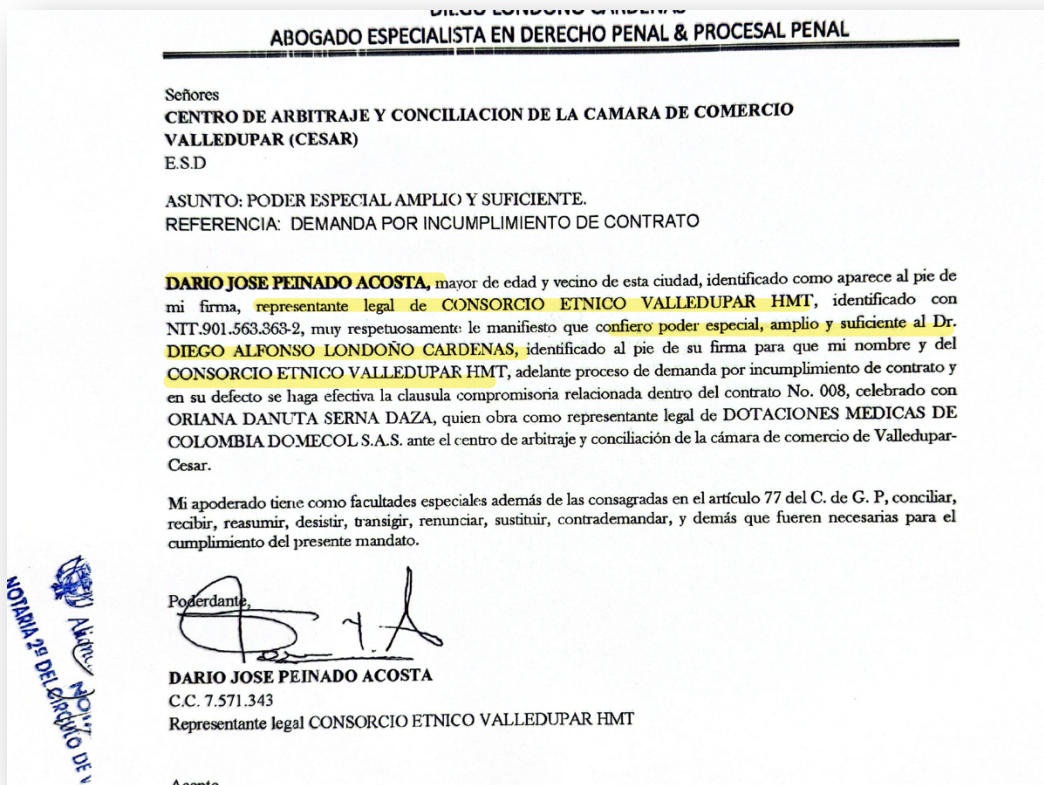 DIEGO LONDOÑO CARDENAS
ABOGADO ESPECIALISTA EN DERECHO PENAL & PROCESAL PENAL
Señores
CENTRO DE ARBITRAJE Y CONCILIACION DE LA CAMARA DE COMERCIO
VALLEDUPAR (CESAR)
E.S.D
ASUNTO: PODER ESPECIAL AMPLIO Y SUFICIENTE.
REFERENCIA: DEMANDA POR INCUMPLIMIENTO DE CONTRATO
DARIO JOSE PEINADO ACOSTA, mayor de edad y vecino de esta ciudad, identificado como aparece al pie de
mi firma, representante legal de CONSORCIO ETNICO VALLEDUPAR HMT, identificado con
NIT.901.563.363-2, muy respetuosamente le manifiesto que confiero poder especial, amplio y suficiente al Dr.
DIEGO ALFONSO LONDOÑO CARDENAS, identificado al pie de su firma para que mi nombre y del
CONSORCIO ETNICO VALLEDUPAR HMT, adelante proceso de demanda por incumplimiento de contrato y
en su defecto se haga efectiva la clausula compromisoria relacionada dentro del contrato No. 008, celebrado con
ORIANA DANUTA SERNA DAZA, quien obra como representante legal de DOTACIONES MEDICAS DE
COLOMBIA DOMECOL S.A.S. ante el centro de arbitraje y conciliación de la cámara de comercio de Valledupar-
Cesar.
Mi apoderado tiene como facultades especiales además de las consagradas en el artículo 77 del C. de G. P, conciliar,
recibir, reasumir, desistir, transigir, renunciar, sustituir, contrademandar, y demás que fueren necesarias para el
cumplimiento del presente mandato.
Poderdante,
DARIO JOSE PEINADO ACOSTA
C.C. 7.571.343
Representante legal CONSORCIO ETNICO VALLEDUPAR HMT
NOTARIA 2ª DEL CIRCULO DE V
Acepto